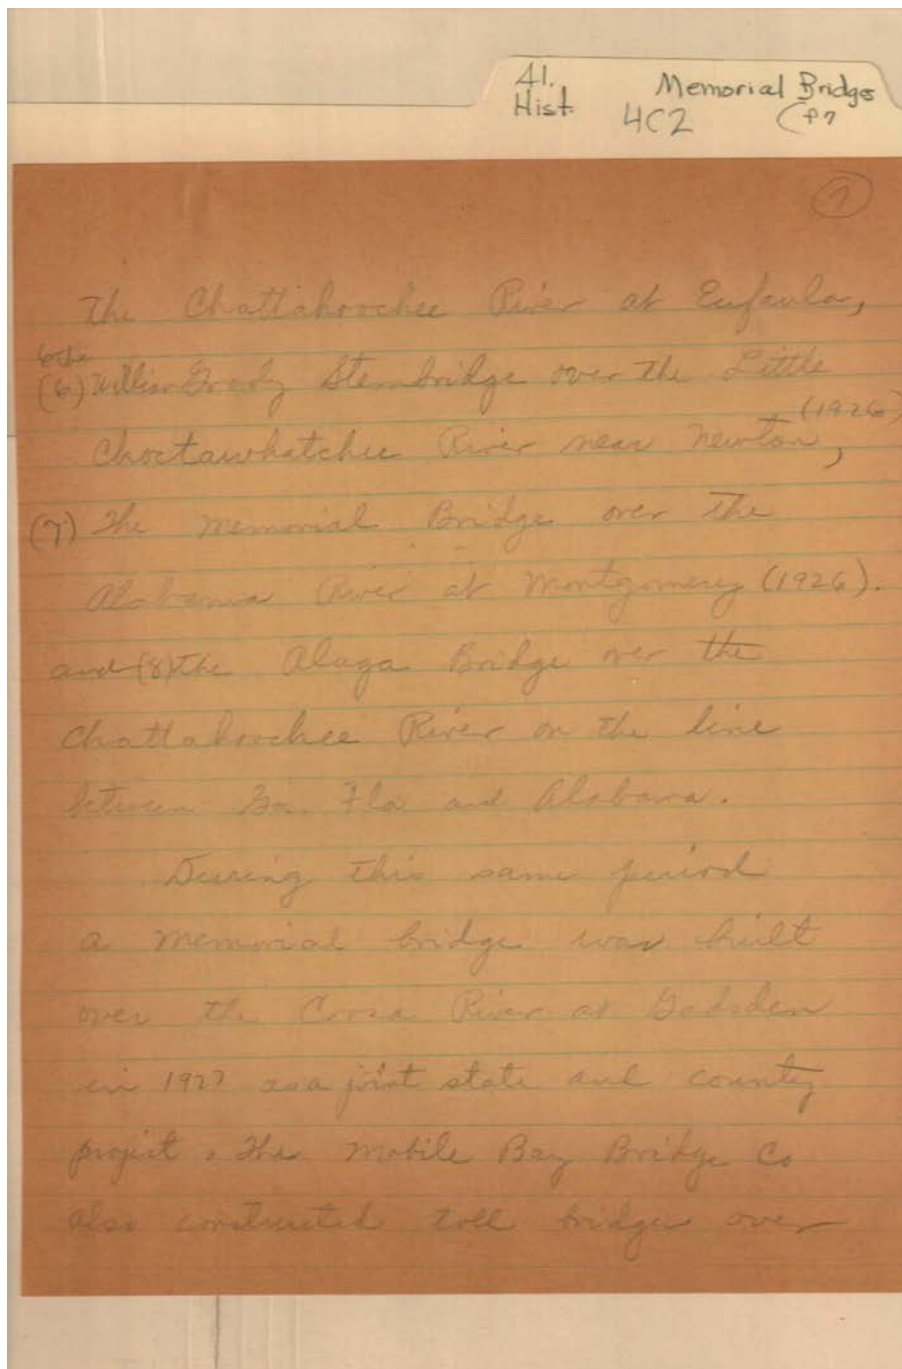 41. Memorial Bridges
Hist. 4C2 (P7
7
The Chattahoochee River at Eufaula,
(6) William Grady Stembridge over the Little
(1926)
Choctawhatchee River near Newton,
(7) The Memorial Bridge over the
Alabama River at Montgomery (1926).
and (8) the Alaga Bridge over the
Chattahoochee River on the line
between Ga. Fla and Alabama.
During this same period
a memorial bridge was built
over the Coosa River at Gadsden
in 1927 as a joint state and county
project. The Mobile Bay Bridge Co
also constructed toll bridges over